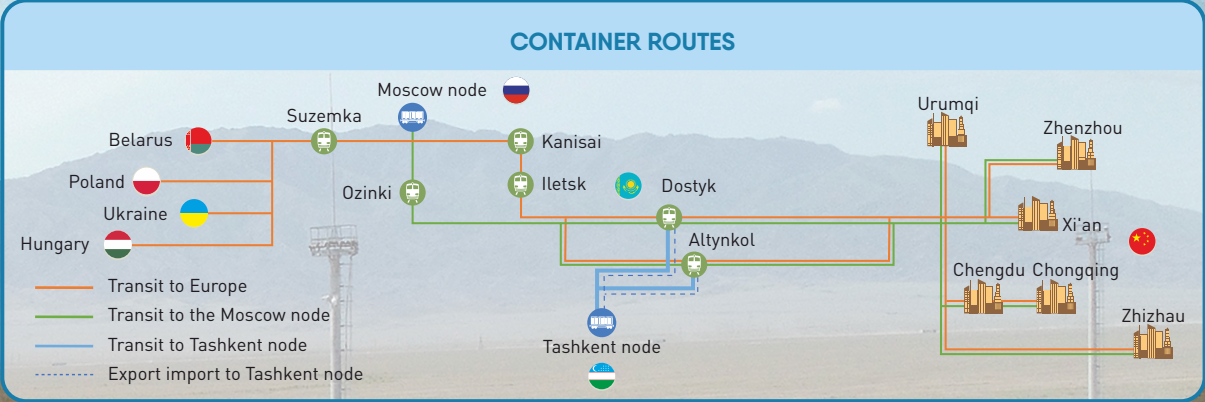 CONTAINER ROUTES
Moscow node
Suzemka
Belarus
Kanisai
Poland
Ozinki
Iletsk
Dostyk
Ukraine
Hungary
Altynkol
Urumqi
Zhenzhou
Xi'an
Chengdu
Chongqing
Zhizhau
Tashkent node
Transit to Europe
Transit to the Moscow node
Transit to Tashkent node
Export import to Tashkent node